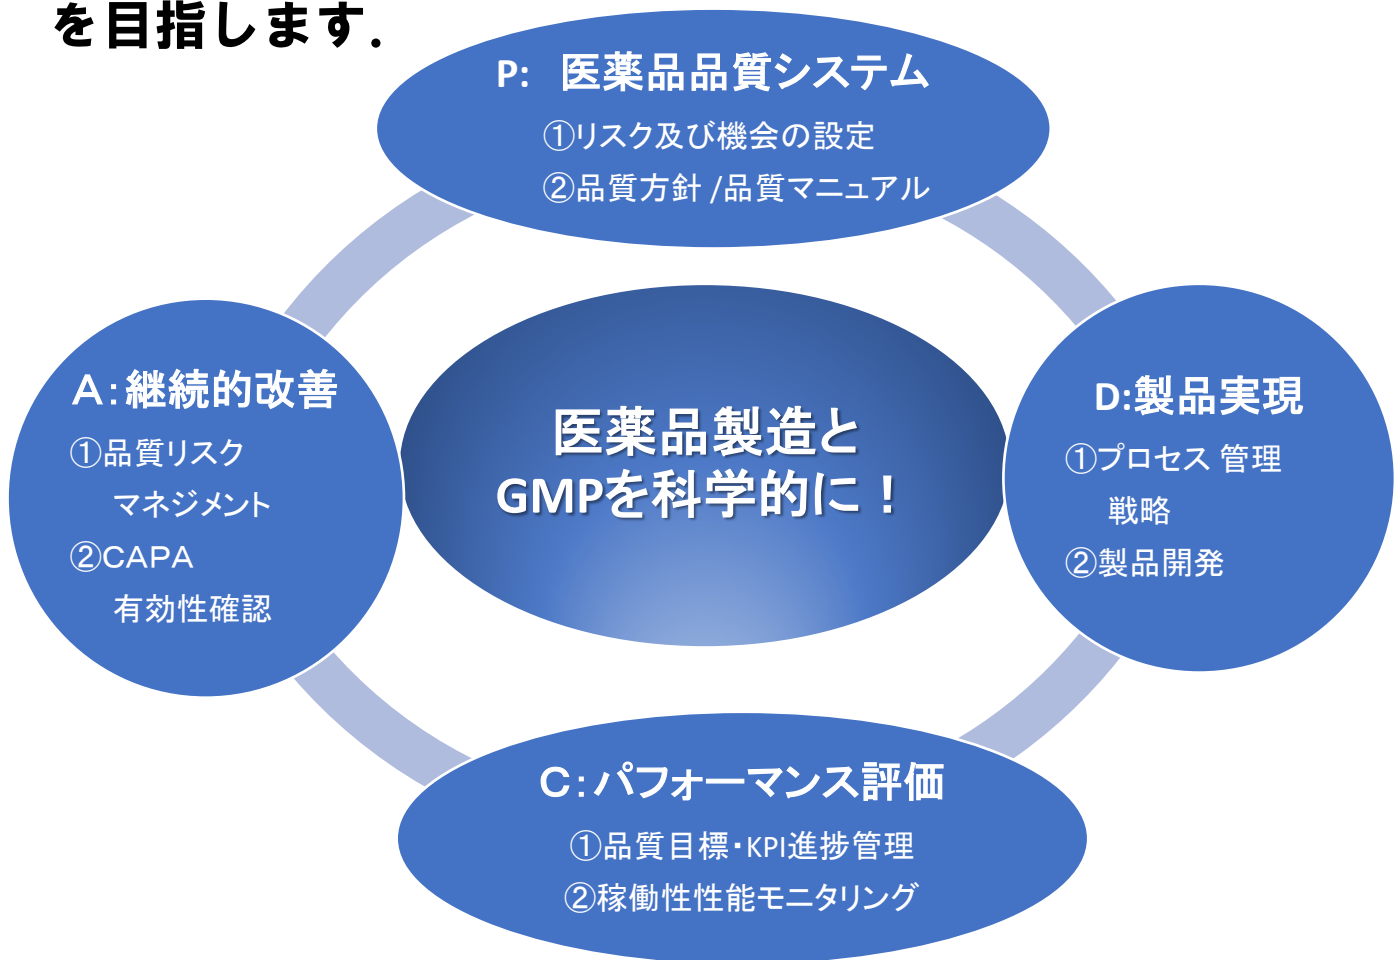 を目指します.
P: 医薬品品質システム
①リスク及び機会の設定
②品質方針 /品質マニュアル
A:継続的改善
①品質リスク
マネジメント
②CAPA
有効性確認
医薬品製造と
GMPを科学的に！
D:製品実現
①プロセス 管理
戦略
②製品開発
C:パフォーマンス評価
①品質目標・KPI進捗管理
②稼働性性能モニタリング